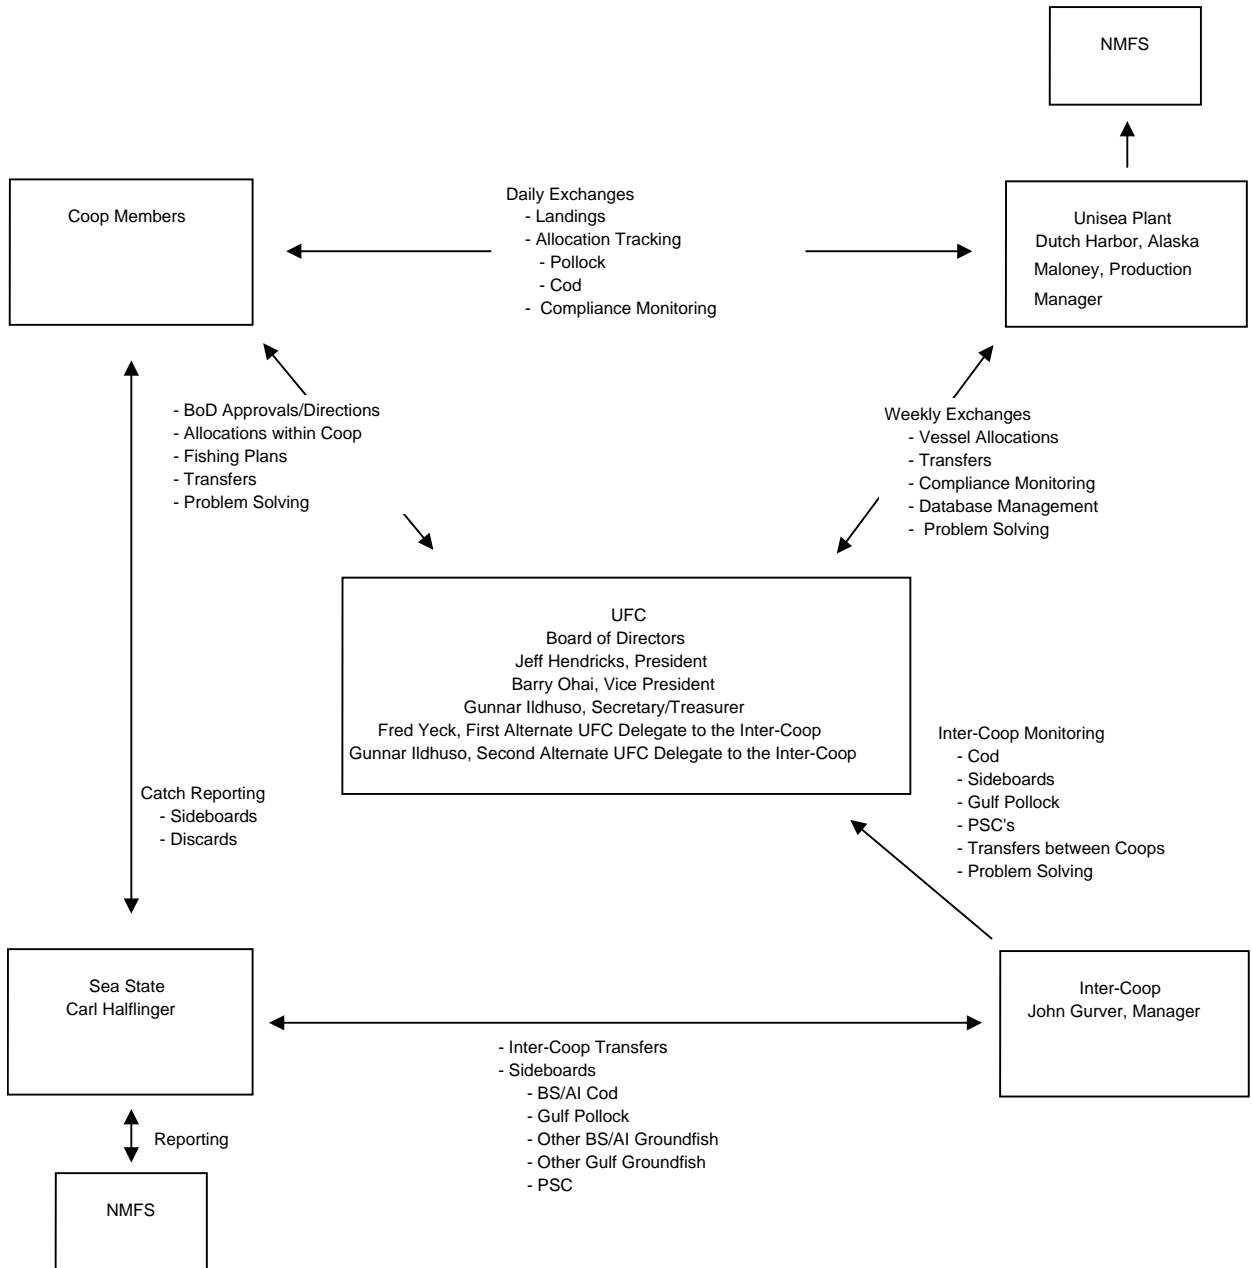 NMFS
Coop Members
Daily Exchanges
- Landings
- Allocation Tracking
- Pollock
- Cod
- Compliance Monitoring
Unisea Plant
Dutch Harbor, Alaska
Maloney, Production
Manager
- BoD Approvals/Directions
- Allocations within Coop
- Fishing Plans
- Transfers
- Problem Solving
Weekly Exchanges
- Vessel Allocations
- Transfers
- Compliance Monitoring
- Database Management
- Problem Solving
UFC
Board of Directors
Jeff Hendricks, President
Barry Ohai, Vice President
Gunnar Ildhuso, Secretary/Treasurer
Fred Yeck, First Alternate UFC Delegate to the Inter-Coop
Gunnar Ildhuso, Second Alternate UFC Delegate to the Inter-Coop
Inter-Coop Monitoring
- Cod
- Sideboards
- Gulf Pollock
- PSC's
- Transfers between Coops
- Problem Solving
Catch Reporting
- Sideboards
- Discards
Sea State
Carl Halflinger
Inter-Coop
John Gurver, Manager
- Inter-Coop Transfers
- Sideboards
- BS/AI Cod
- Gulf Pollock
- Other BS/AI Groundfish
- Other Gulf Groundfish
- PSC
Reporting
NMFS